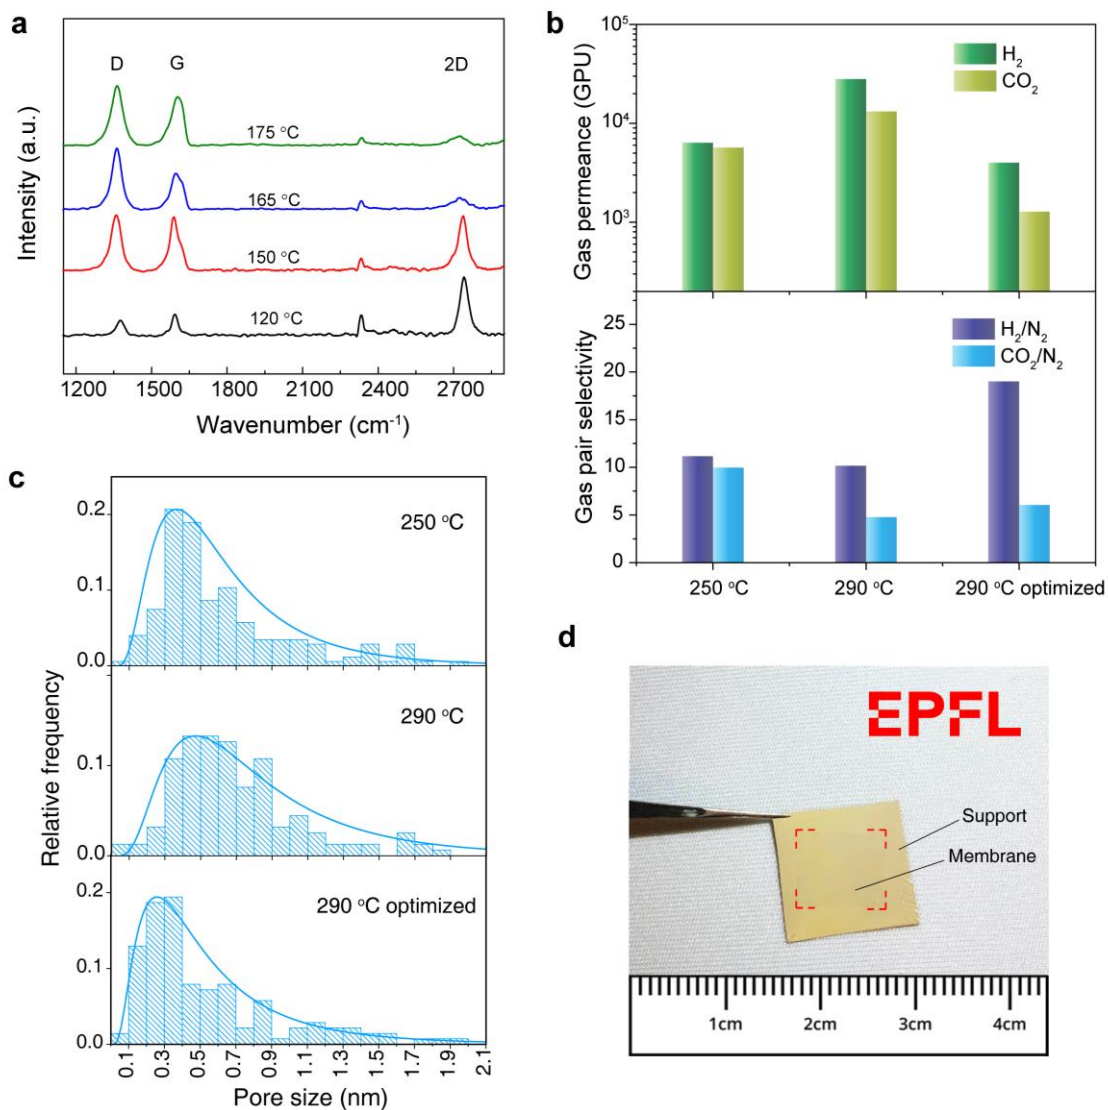 a
D
G
2D
175 °C
165 °C
150 °C
120 °C
Intensity (a.u.)
1200
1500
1800
2100
2400
2700
Wavenumber (cm⁻¹)
b
10⁵
10⁴
10³
Gas permeance (GPU)
H₂
CO₂
25
20
15
10
5
0
Gas pair selectivity
H₂/N₂
CO₂/N₂
250 °C
290 °C
290 °C optimized
c
0.2
0.1
0.0
250 °C
0.1
0.0
290 °C
0.2
0.1
0.0
290 °C optimized
Relative frequency
0.1
0.3
0.5
0.7
0.9
1.1
1.3
1.5
1.7
1.9
2.1
Pore size (nm)
d
EPFL
Support
Membrane
1cm
2cm
3cm
4cm